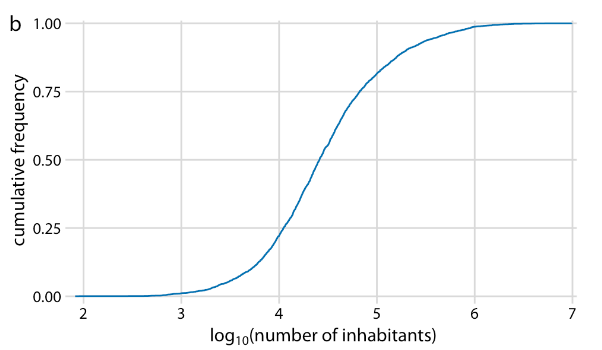 b
1.00
0.75
0.50
0.25
0.00
cumulative frequency
2 3 4 5 6 7
log₁₀(number of inhabitants)